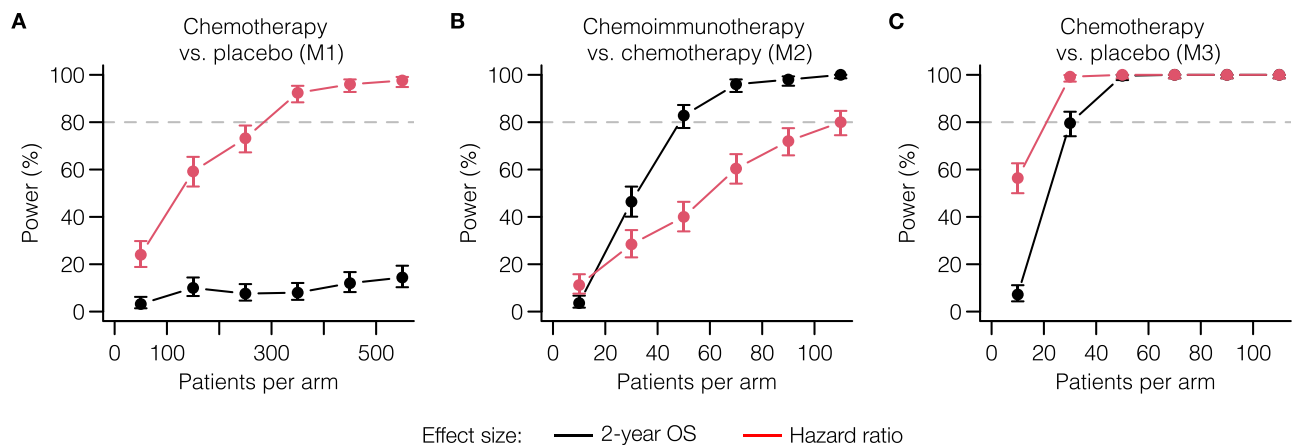 A
Chemotherapy
vs. placebo (M1)
100
80
60
40
20
0
Power (%)
0
100
300
500
Patients per arm
B
Chemoimmunotherapy
vs. chemotherapy (M2)
100
80
60
40
20
0
Power (%)
0
20
40
60
80
100
Patients per arm
C
Chemotherapy
vs. placebo (M3)
100
80
60
40
20
0
Power (%)
0
20
40
60
80
100
Patients per arm
Effect size: 2-year OS Hazard ratio